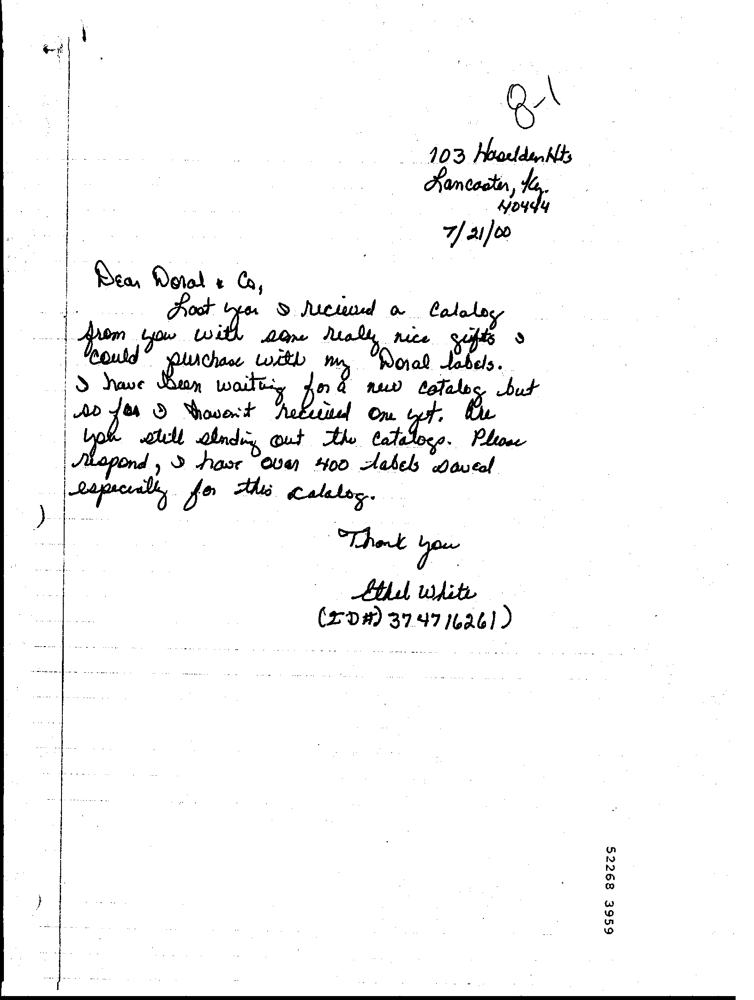 8-1
103 Haselden Hts
Lancaster, Ky.
40444
7/21/00
Dear Doral & Co,
Last year I recieved a Catalog
from you with some really nice gifts I
could purchase with my Doral labels.
I have been waiting for a new catalog but
so far I haven't recieved one yet. Are
you still sending out the catalogs. Please
respond, I have over 400 labels saved
especially for this catalog.
Thank you
Ethel White
(ID#) 374716261)
52268 3959